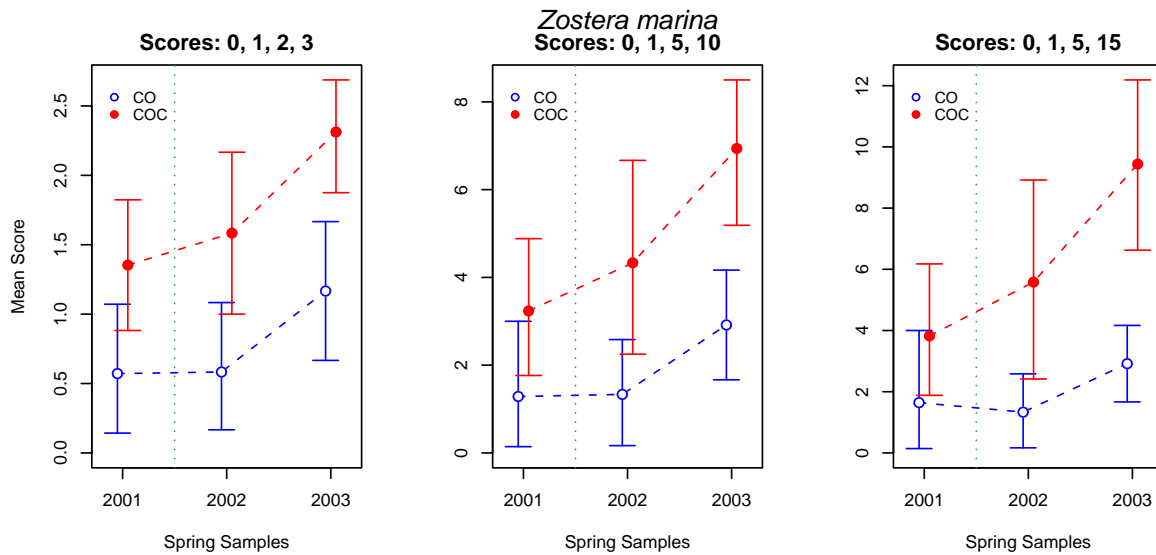 Zostera marina
Scores: 0, 1, 2, 3
2.5
2.0
1.5
1.0
0.5
0.0
Mean Score
CO
COC
2001 2002 2003
Spring Samples
Scores: 0, 1, 5, 10
8
6
4
2
0
CO
COC
2001 2002 2003
Spring Samples
Scores: 0, 1, 5, 15
12
10
8
6
4
2
0
CO
COC
2001 2002 2003
Spring Samples